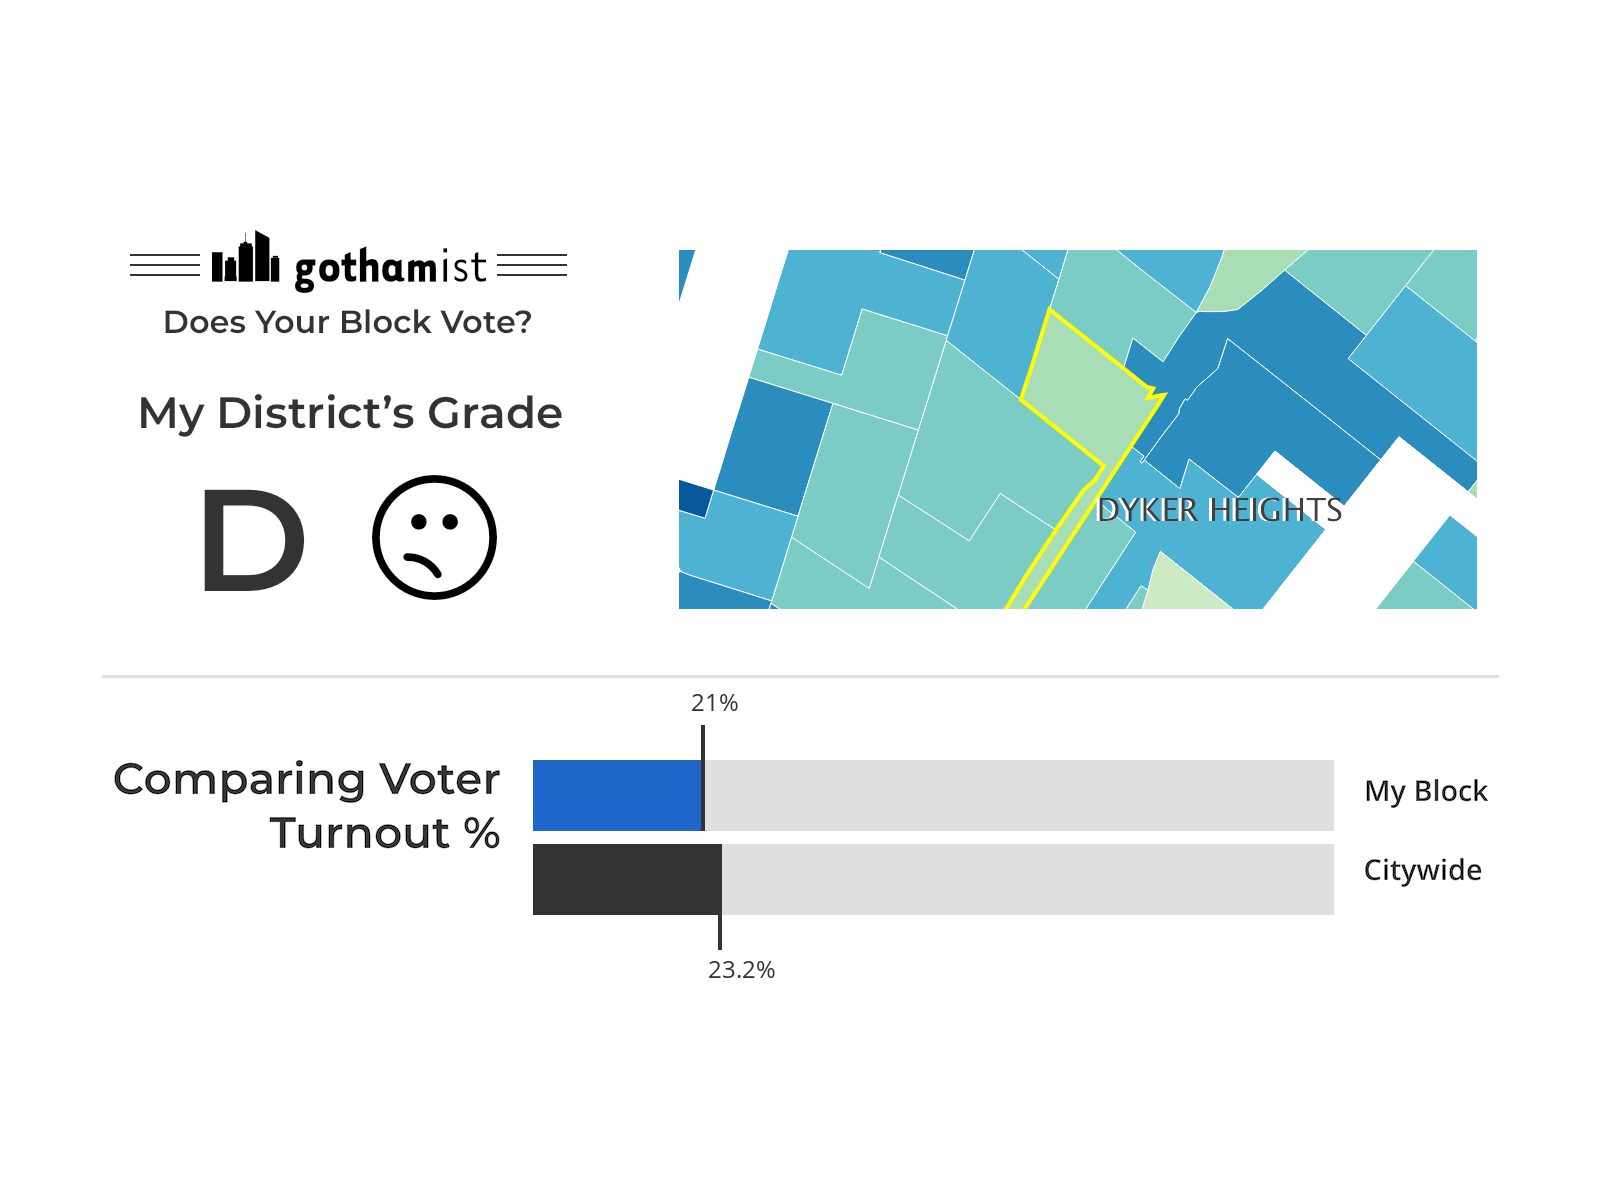 gothamist
Does Your Block Vote?
My District’s Grade
D
DYKER HEIGHTS
21%
Comparing Voter
Turnout %
My Block
Citywide
23.2%